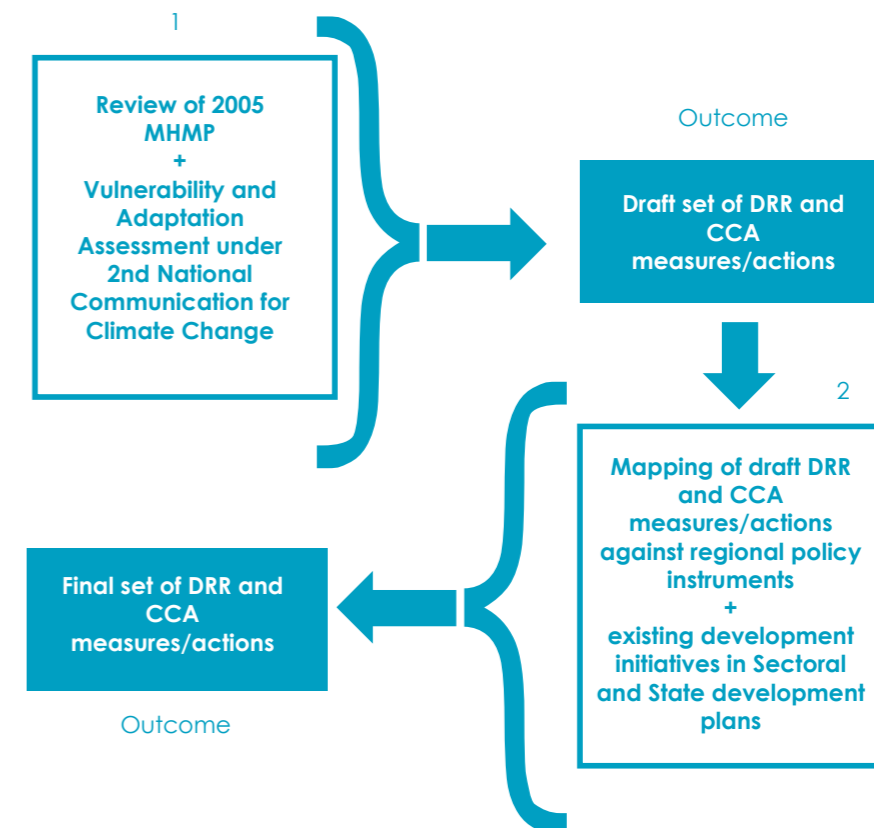 1
Review of 2005
MHMP
+
Vulnerability and
Adaptation
Assessment under
2nd National
Communication for
Climate Change
Outcome
Draft set of DRR and
CCA
measures/actions
2
Mapping of draft DRR
and CCA
measures/actions
against regional policy
instruments
+
existing development
initiatives in Sectoral
and State development
plans
Final set of DRR and
CCA
measures/actions
Outcome